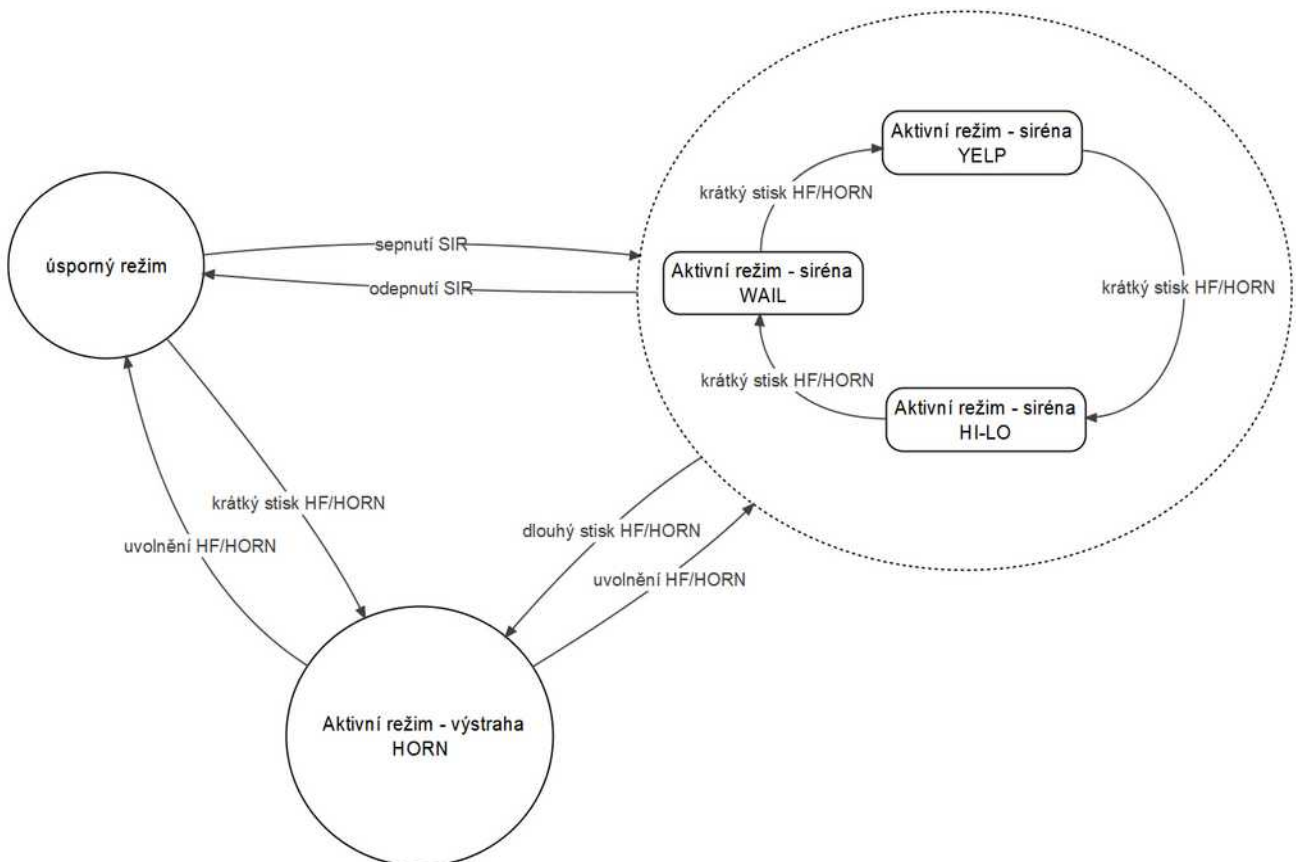 Aktivní režim - siréna
YELP
krátký stisk HF/HORN
sepnutí SIR
úsporný režim
Aktivní režim - siréna
WAIL
odepnutí SIR
krátký stisk HF/HORN
krátký stisk HF/HORN
Aktivní režim - siréna
HI-LO
krátký stisk HF/HORN
dlouhý stisk HF/HORN
uvolnění HF/HORN
uvolnění HF/HORN
Aktivní režim - výstraha
HORN